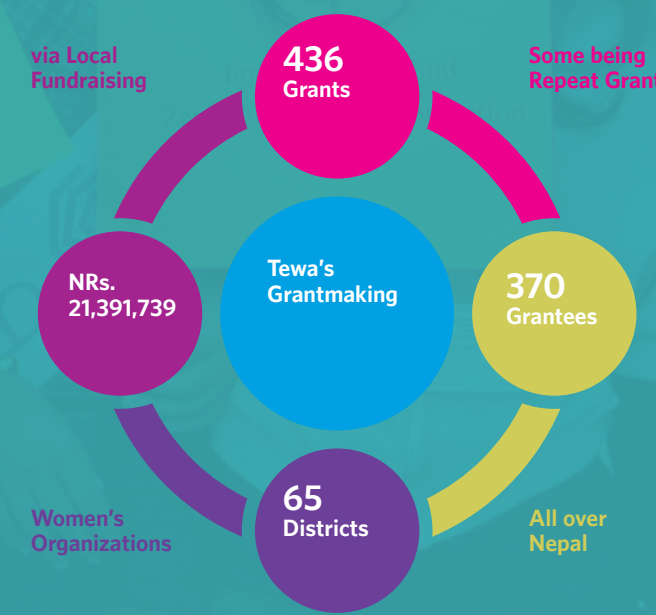 via Local
Fundraising
436
Grants
Some being
Repeat Grant
NRs.
21,391,739
Tewa's
Grantmaking
370
Grantees
Women's
Organizations
65
Districts
All over
Nepal